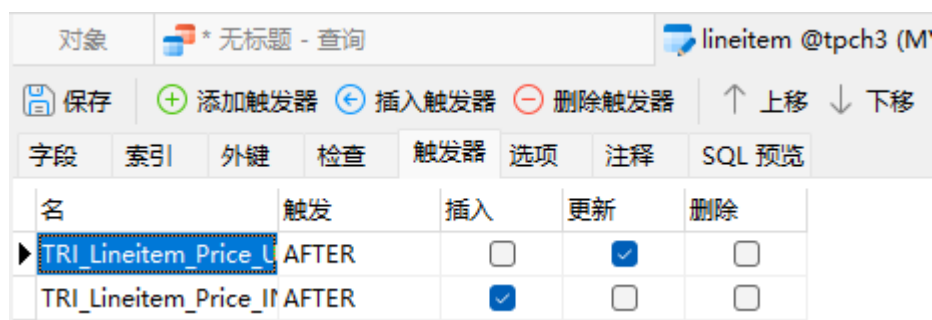 对象 * 无标题 - 查询 lineitem @tpch3 (MY
保存 添加触发器 插入触发器 删除触发器 上移 下移
字段 索引 外键 检查 触发器 选项 注释 SQL 预览
名 触发 插入 更新 删除
TRI_Lineitem_Price_U AFTER
TRI_Lineitem_Price_IN AFTER